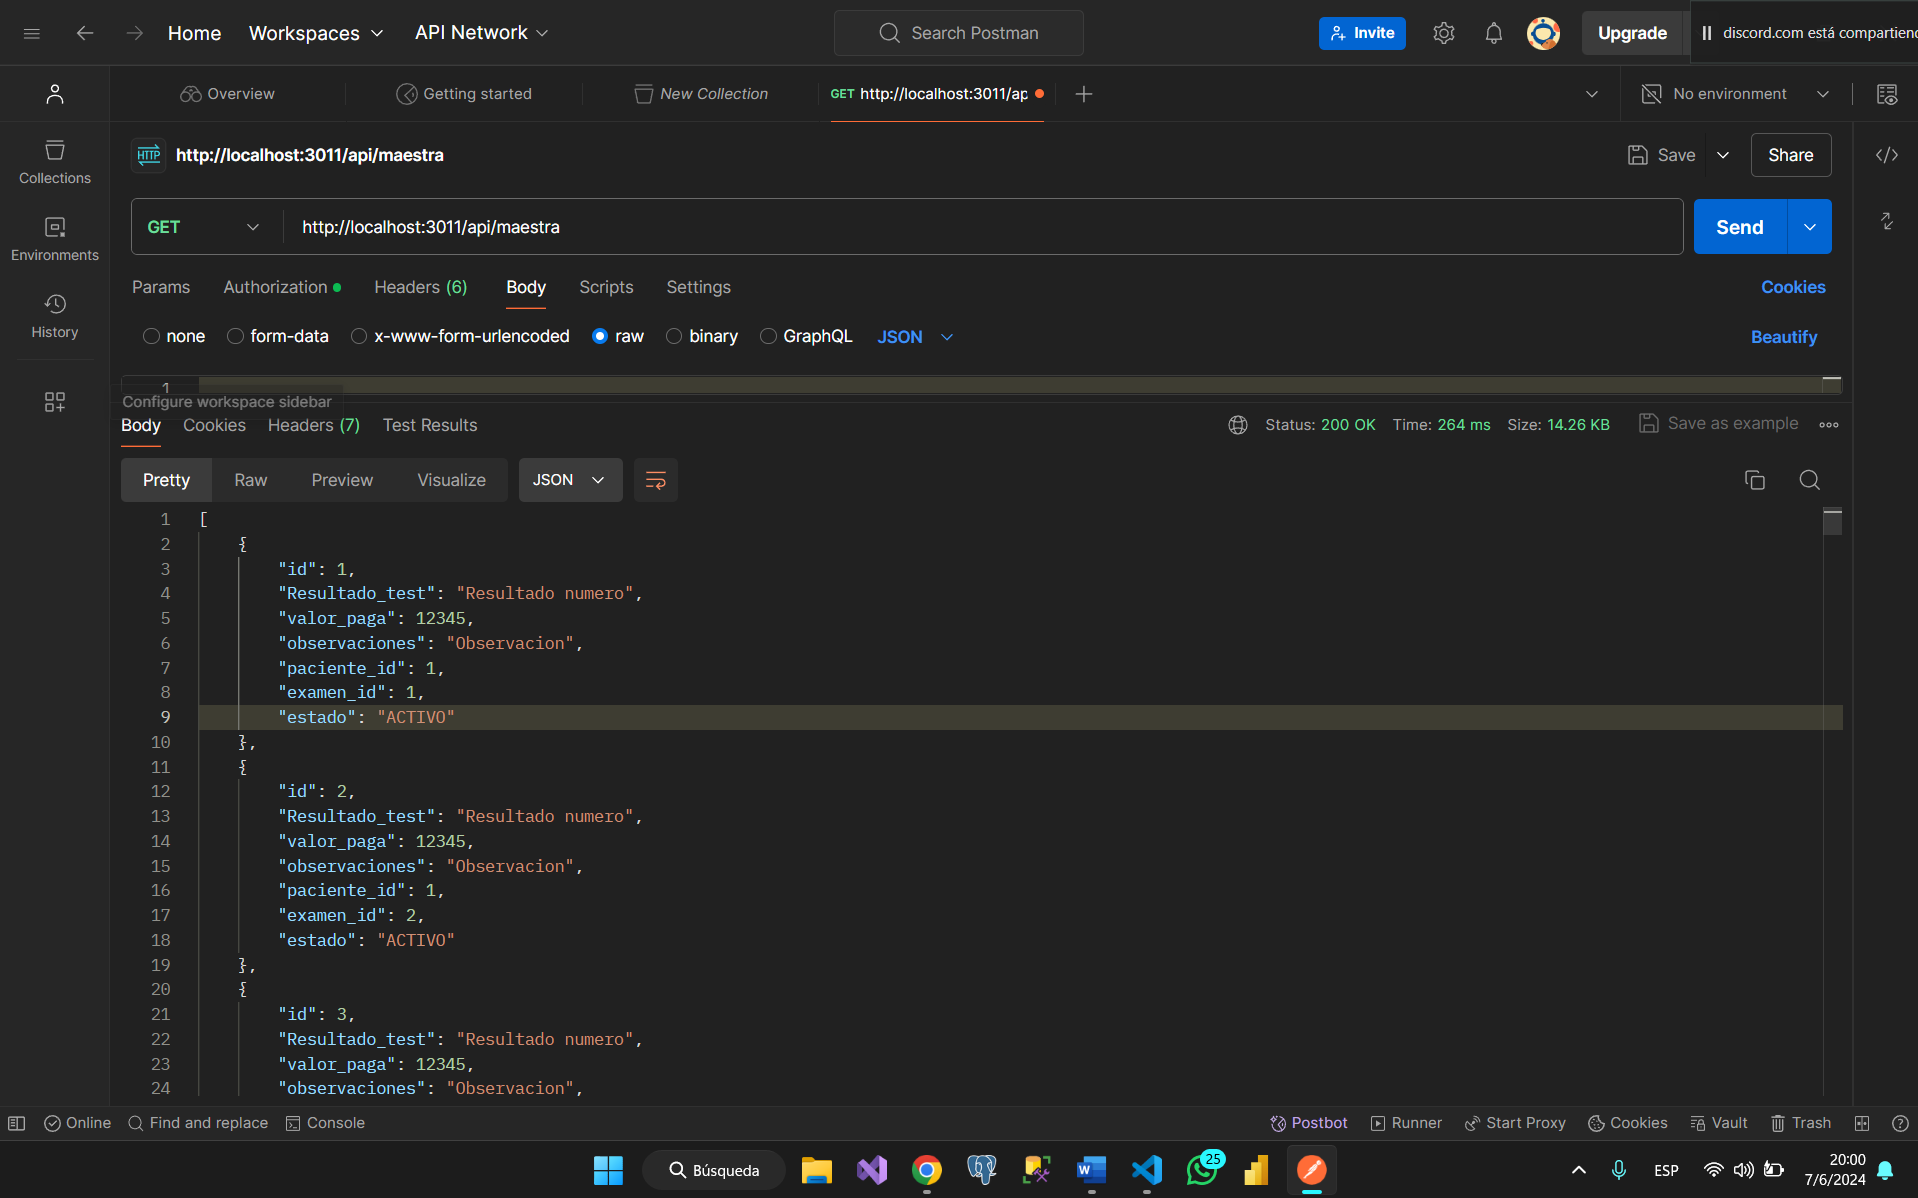 Home
Workspaces
API Network
Search Postman
Invite
Upgrade
discord.com está compartiend
Overview
Getting started
New Collection
GET http://localhost:3011/ap
No environment
HTTP
http://localhost:3011/api/maestra
Save
Share
Collections
Environments
History
GET
http://localhost:3011/api/maestra
Send
Params
Authorization
Headers (6)
Body
Scripts
Settings
Cookies
none
form-data
x-www-form-urlencoded
raw
binary
GraphQL
JSON
Beautify
1
Configure workspace sidebar
Body
Cookies
Headers (7)
Test Results
Status: 200 OK
Time: 264 ms
Size: 14.26 KB
Save as example
Pretty
Raw
Preview
Visualize
JSON
1 [
2 {
3 "id": 1,
4 "Resultado_test": "Resultado numero",
5 "valor_paga": 12345,
6 "observaciones": "Observacion",
7 "paciente_id": 1,
8 "examen_id": 1,
9 "estado": "ACTIVO"
10 },
11 {
12 "id": 2,
13 "Resultado_test": "Resultado numero",
14 "valor_paga": 12345,
15 "observaciones": "Observacion",
16 "paciente_id": 1,
17 "examen_id": 2,
18 "estado": "ACTIVO"
19 },
20 {
21 "id": 3,
22 "Resultado_test": "Resultado numero",
23 "valor_paga": 12345,
24 "observaciones": "Observacion",
Online
Find and replace
Console
Postbot
Runner
Start Proxy
Cookies
Vault
Trash
Búsqueda
W
25
ESP
20:00
7/6/2024